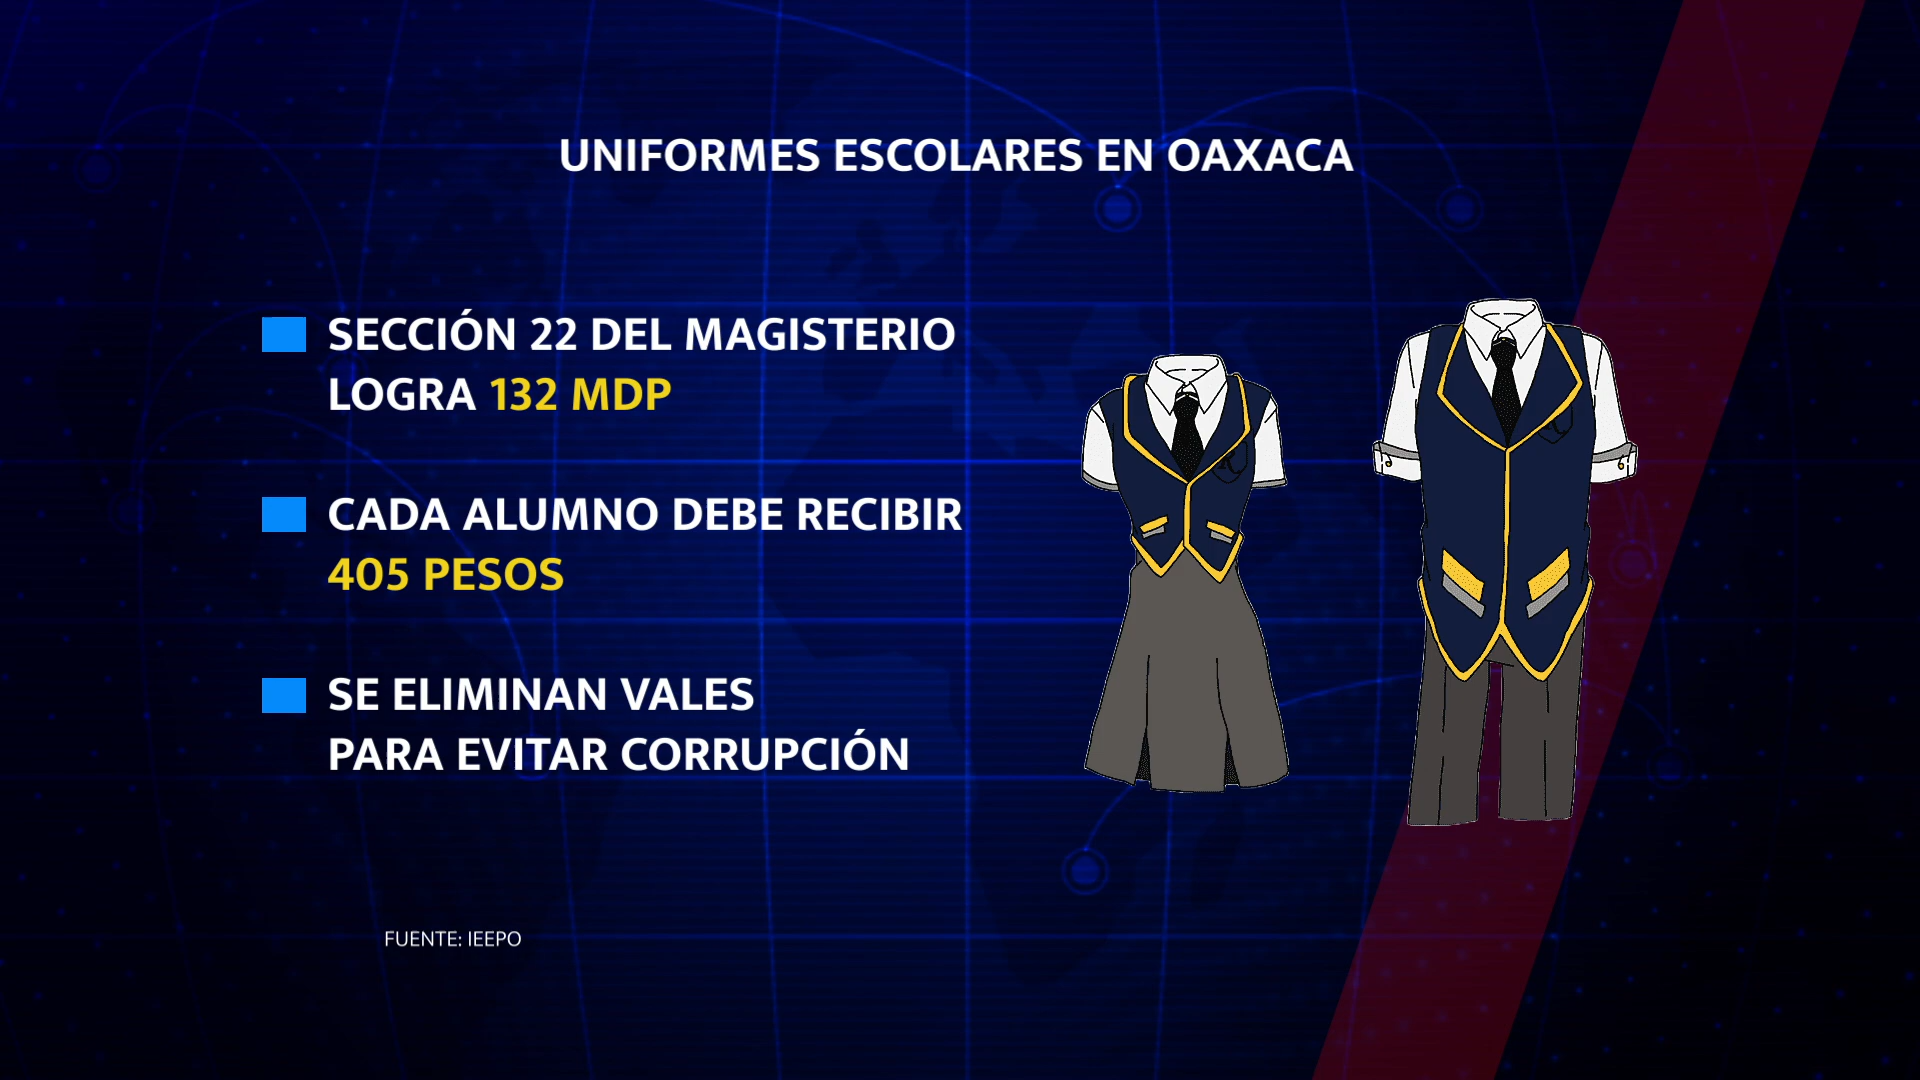 UNIFORMES ESCOLARES EN OAXACA
SECCIÓN 22 DEL MAGISTERIO
LOGRA 132 MDP
CADA ALUMNO DEBE RECIBIR
405 PESOS
SE ELIMINAN VALES
PARA EVITAR CORRUPCIÓN
FUENTE: IEEPO